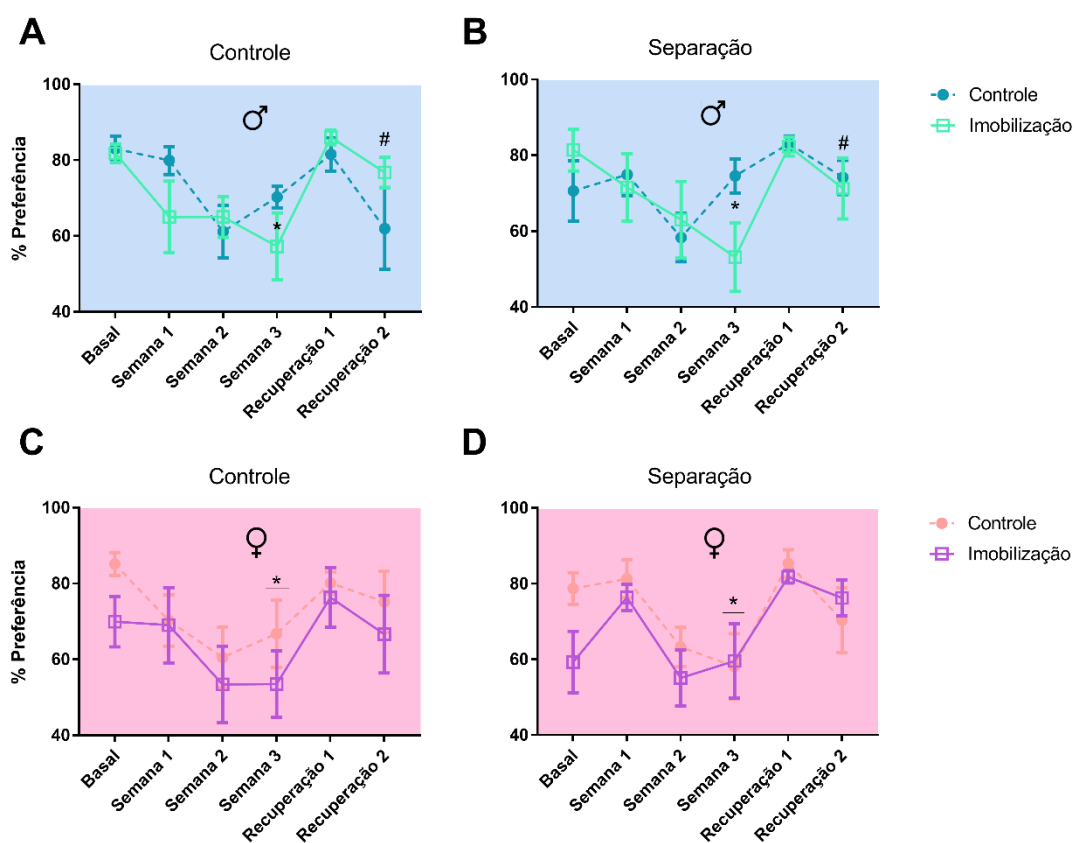 A
Controle
% Preferência
100
80
60
40
♂
*
#
Basal
Semana 1
Semana 2
Semana 3
Recuperação 1
Recuperação 2
B
Separação
100
80
60
40
♂
*
#
Basal
Semana 1
Semana 2
Semana 3
Recuperação 1
Recuperação 2
Controle
Imobilização
C
Controle
% Preferência
100
80
60
40
♀
*
Basal
Semana 1
Semana 2
Semana 3
Recuperação 1
Recuperação 2
D
Separação
100
80
60
40
♀
*
Basal
Semana 1
Semana 2
Semana 3
Recuperação 1
Recuperação 2
Controle
Imobilização